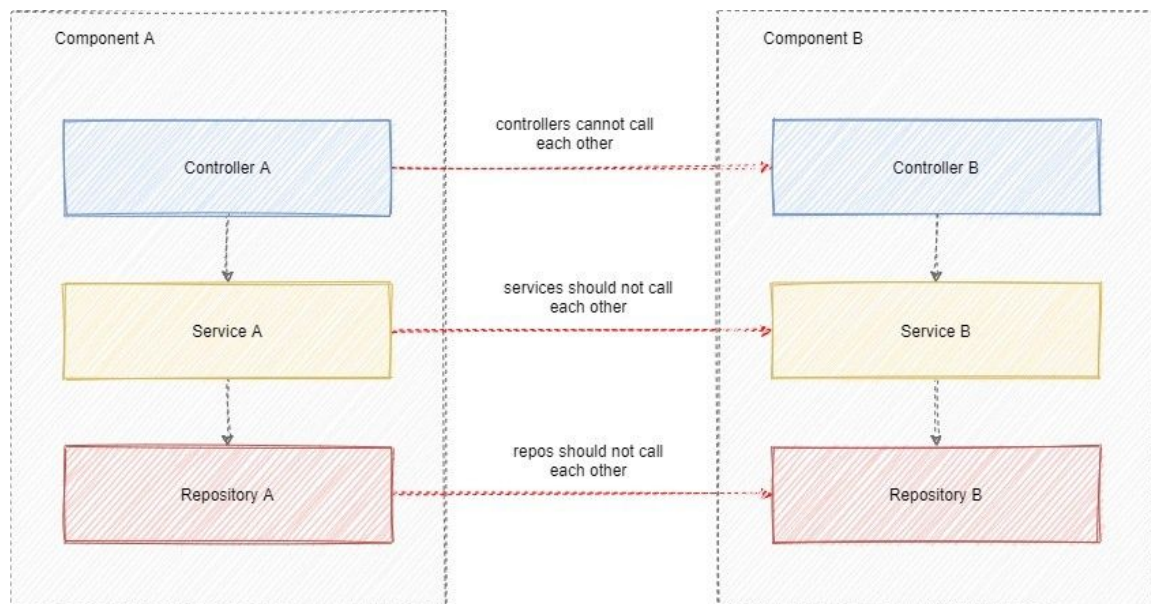 Component A
Component B
controllers cannot call
each other
Controller A
Controller B
services should not call
each other
Service A
Service B
repos should not call
each other
Repository A
Repository B